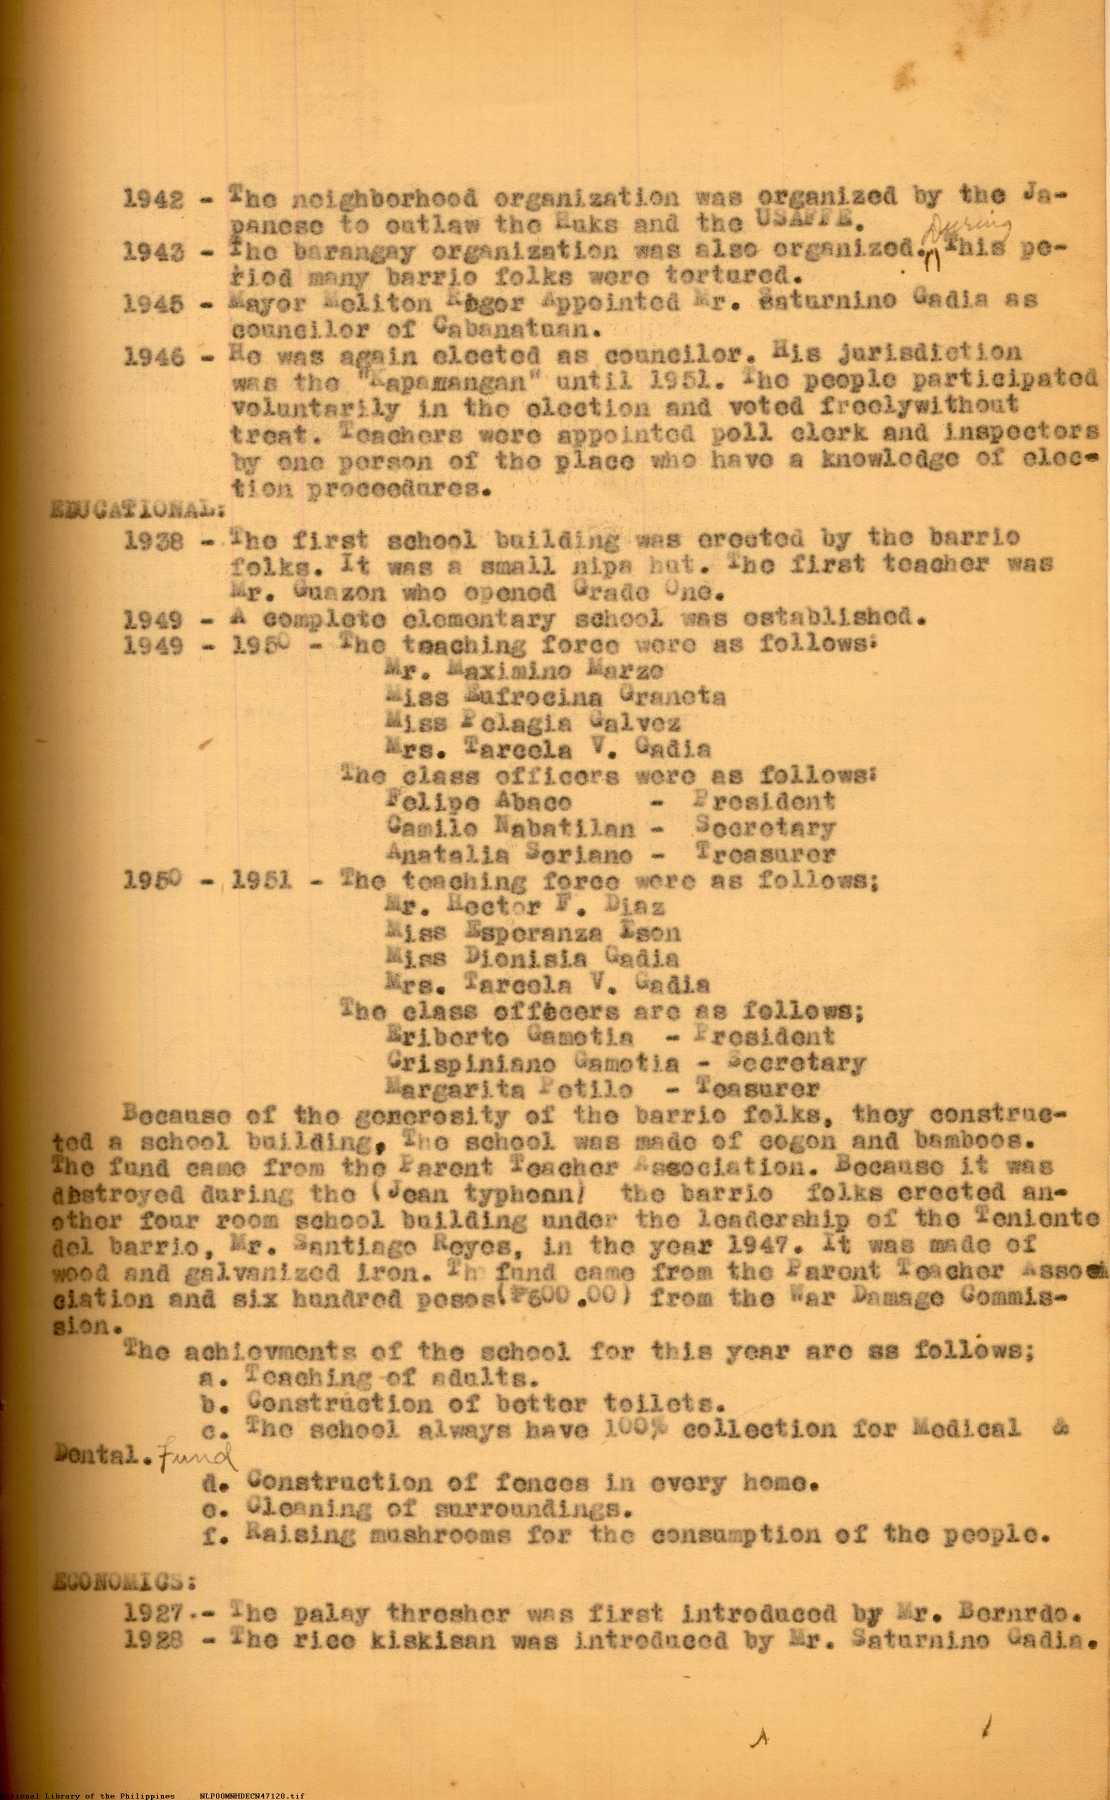 1942 - The neighborhood organization was organized by the Ja-
panese to outlaw the Huks and the USAFFE.
During
1943 - The barangay organization was also organized. This pe-
riod many barrio folks were tortured.
1945 - Mayor Meliton Roger Appointed Mr. Saturnino Gadia as
councilor of Cabanatuan.
1946 - He was again elected as councilor. His jurisdiction
was the "Kapamangan" until 1951. The people participated
voluntarily in the election and voted freelywithout
treat. Teachers were appointed poll clerk and inspectors
by one person of the place who have a knowledge of elec-
tion proceedures.
EDUCATIONAL:
1938 - The first school building was erected by the barrio
folks. It was a small nipa hut. The first teacher was
Mr. Guazon who opened Grade One.
1949 - A complete elementary school was established.
1949 - 1950 - The teaching force were as follows:
Mr. Maximino Marzo
Miss Eufrocina Graneta
Miss Pelagia Galvez
Mrs. Tarcela V. Gadia
The class officers were as follows:
Felipe Abaco - President
Camilo Nabatilan - Secretary
Anatalia Soriano - Treasurer
1950 - 1951 - The teaching force were as follows;
Mr. Hector F. Diaz
Miss Esperanza Eson
Miss Dionisia Gadia
Mrs. Tarcela V. Gadia
The class officers are as follows;
Eriberto Gamotia - President
Crispiniano Gamotia - Secretary
Margarita Potilo - Teasurer
Because of the generosity of the barrio folks, they construc-
ted a school building, The school was made of cogon and bamboos.
The fund came from the Parent Teacher Association. Because it was
destroyed during the (Jean typhoon) the barrio folks erected an-
other four room school building under the leadership of the Teniente
del barrio, Mr. Santiago Reyes, in the year 1947. It was made of
wood and galvanized iron. Th fund came from the Parent Teacher Asso
ciation and six hundred pesos(₱600.00) from the War Damage Commis-
sion.
The achievments of the school for this year are as follows;
a. Teaching of adults.
b. Construction of better toilets.
c. The school always have 100% collection for Medical &
Dental. Fund
d. Construction of fences in every home.
e. Cleaning of surroundings.
f. Raising mushrooms for the consumption of the people.
ECONOMICS:
1927.- The palay thresher was first introduced by Mr. Bernrdo.
1928 - The rice kiskisan was introduced by Mr. Saturnino Gadia.
National Library of the Philippines NLPOOMNHDECN47120.tif